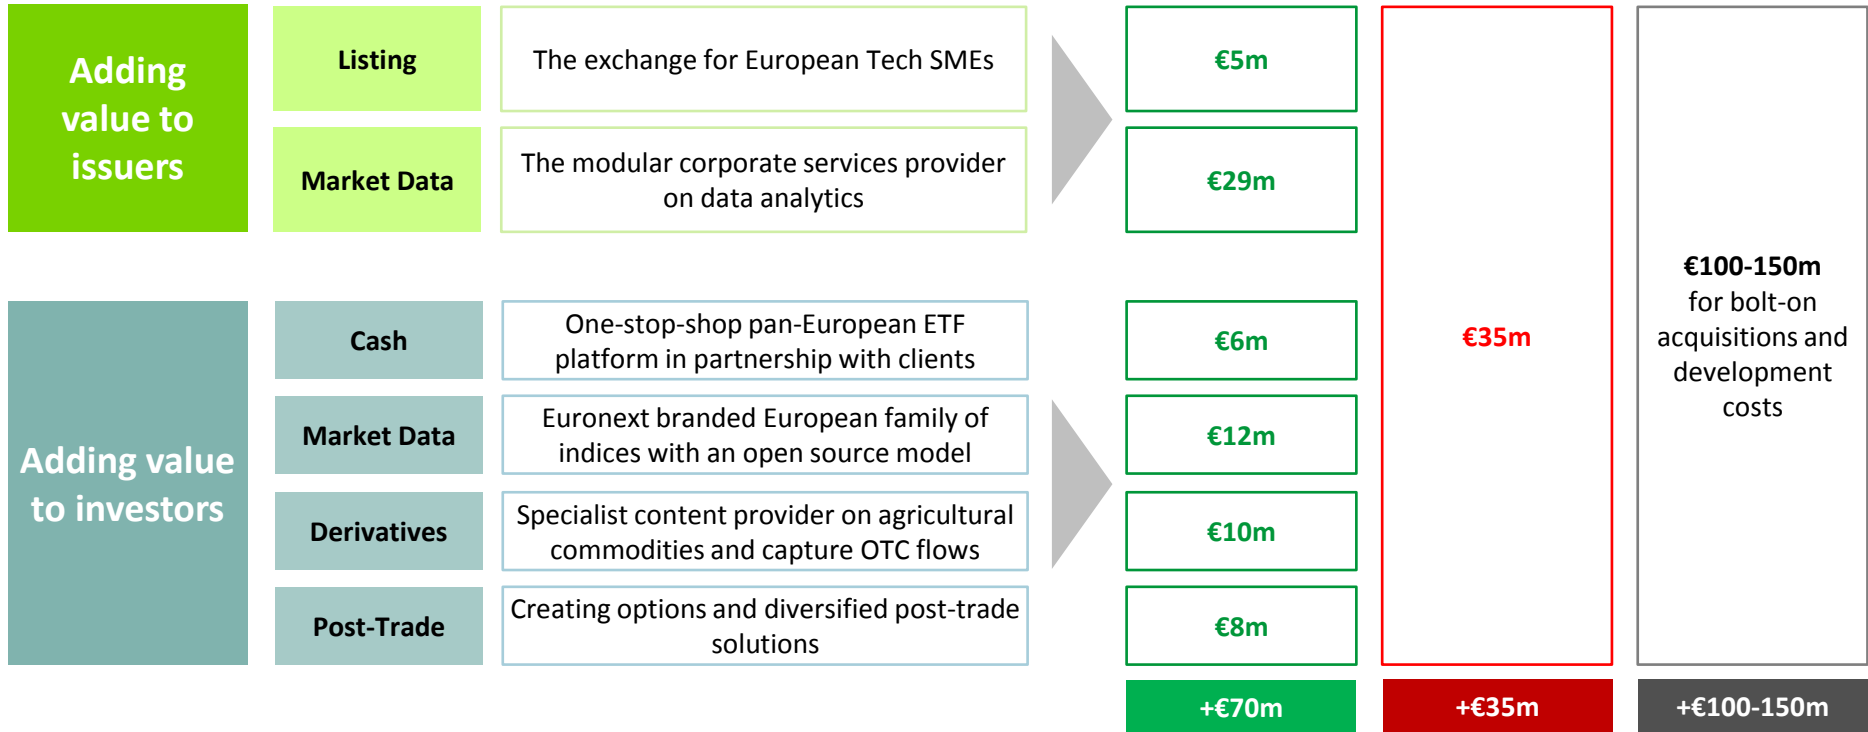 Adding
value to
issuers
Listing
The exchange for European Tech SMEs
€5m
Market Data
The modular corporate services provider
on data analytics
€29m
Adding value
to investors
Cash
One-stop-shop pan-European ETF
platform in partnership with clients
€6m
Market Data
Euronext branded European family of
indices with an open source model
€12m
Derivatives
Specialist content provider on agricultural
commodities and capture OTC flows
€10m
Post-Trade
Creating options and diversified post-trade
solutions
€8m
€35m
€100-150m
for bolt-on
acquisitions and
development
costs
+€70m
+€35m
+€100-150m